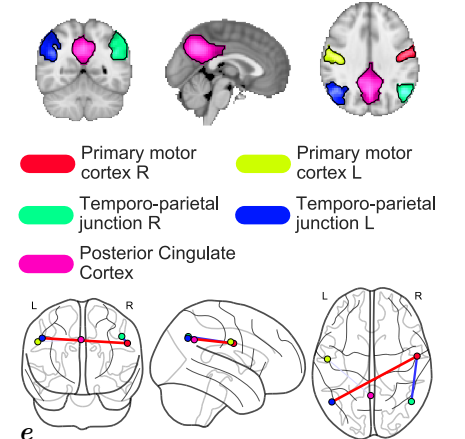 Primary motor
cortex R
Primary motor
cortex L
Temporo-parietal
junction R
Temporo-parietal
junction L
Posterior Cingulate
Cortex
L R
L R
e